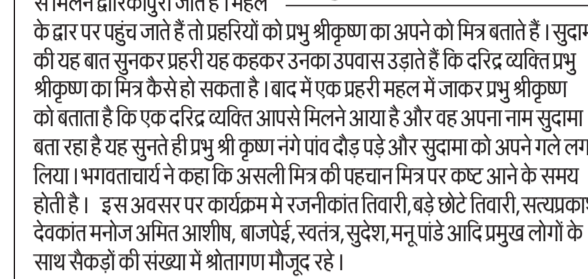 से मिलने द्वारिकापुरी जाते हैं । महल
के द्वार पर पहुंच जाते हैं तो प्रहरियों को प्रभु श्रीकृष्ण का अपने को मित्र बताते हैं । सुदामा
की यह बात सुनकर प्रहरी यह कहकर उनका उपवास उड़ाते हैं कि दरिद्र व्यक्ति प्रभु
श्रीकृष्ण का मित्र कैसे हो सकता है । बाद में एक प्रहरी महल में जाकर प्रभु श्रीकृष्ण
को बताता है कि एक दरिद्र व्यक्ति आपसे मिलने आया है और वह अपना नाम सुदामा
बता रहा है यह सुनते ही प्रभु श्री कृष्ण नंगे पांव दौड़ पड़े और सुदामा को अपने गले लगा
लिया । भगवताचार्य ने कहा कि असली मित्र की पहचान मित्र पर कष्ट आने के समय
होती है । इस अवसर पर कार्यक्रम मे रजनीकांत तिवारी, बड़े छोटे तिवारी, सत्यप्रकाश
देवकांत मनोज अमित आशीष, बाजपेई, स्वतंत्र, सुदेश, मनू पांडे आदि प्रमुख लोगों के
साथ सैकड़ों की संख्या में श्रोतागण मौजूद रहे ।